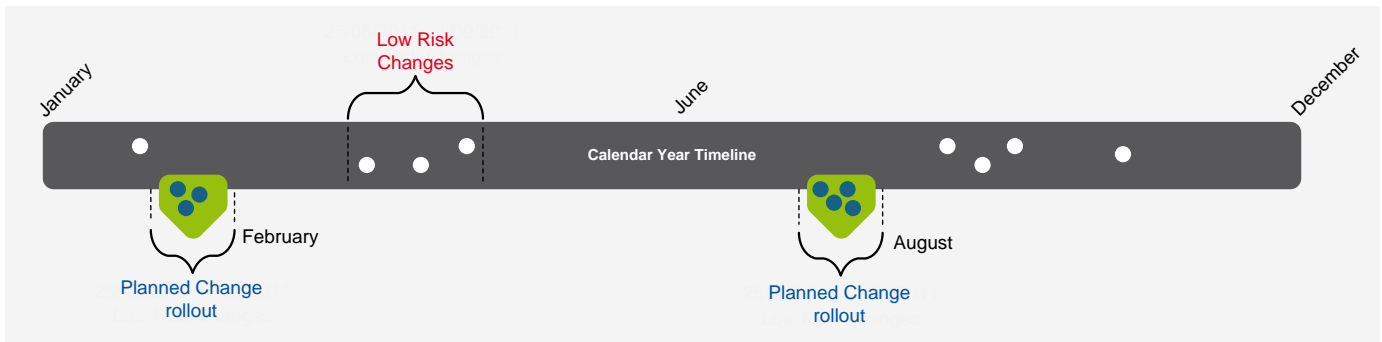 Low Risk
Changes
January
June
December
Calendar Year Timeline
February
August
Planned Change
rollout
Planned Change
rollout